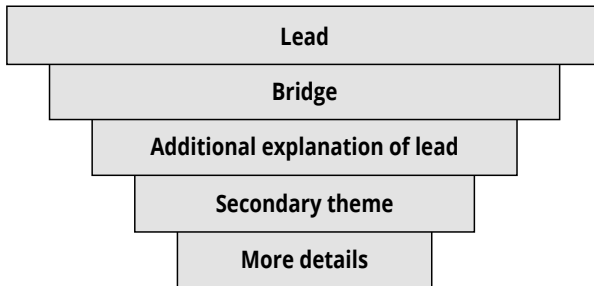 Lead
Bridge
Additional explanation of lead
Secondary theme
More details